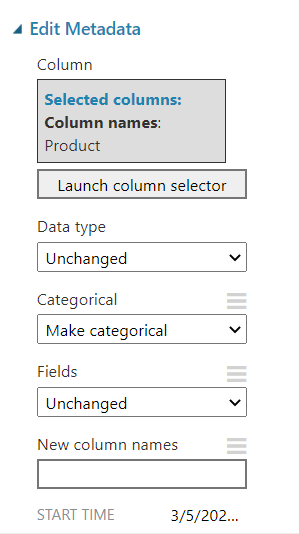 Edit Metadata
Column
Selected columns:
Column names:
Product
Launch column selector
Data type
Unchanged
Categorical
Make categorical
Fields
Unchanged
New column names
START TIME 3/5/202...